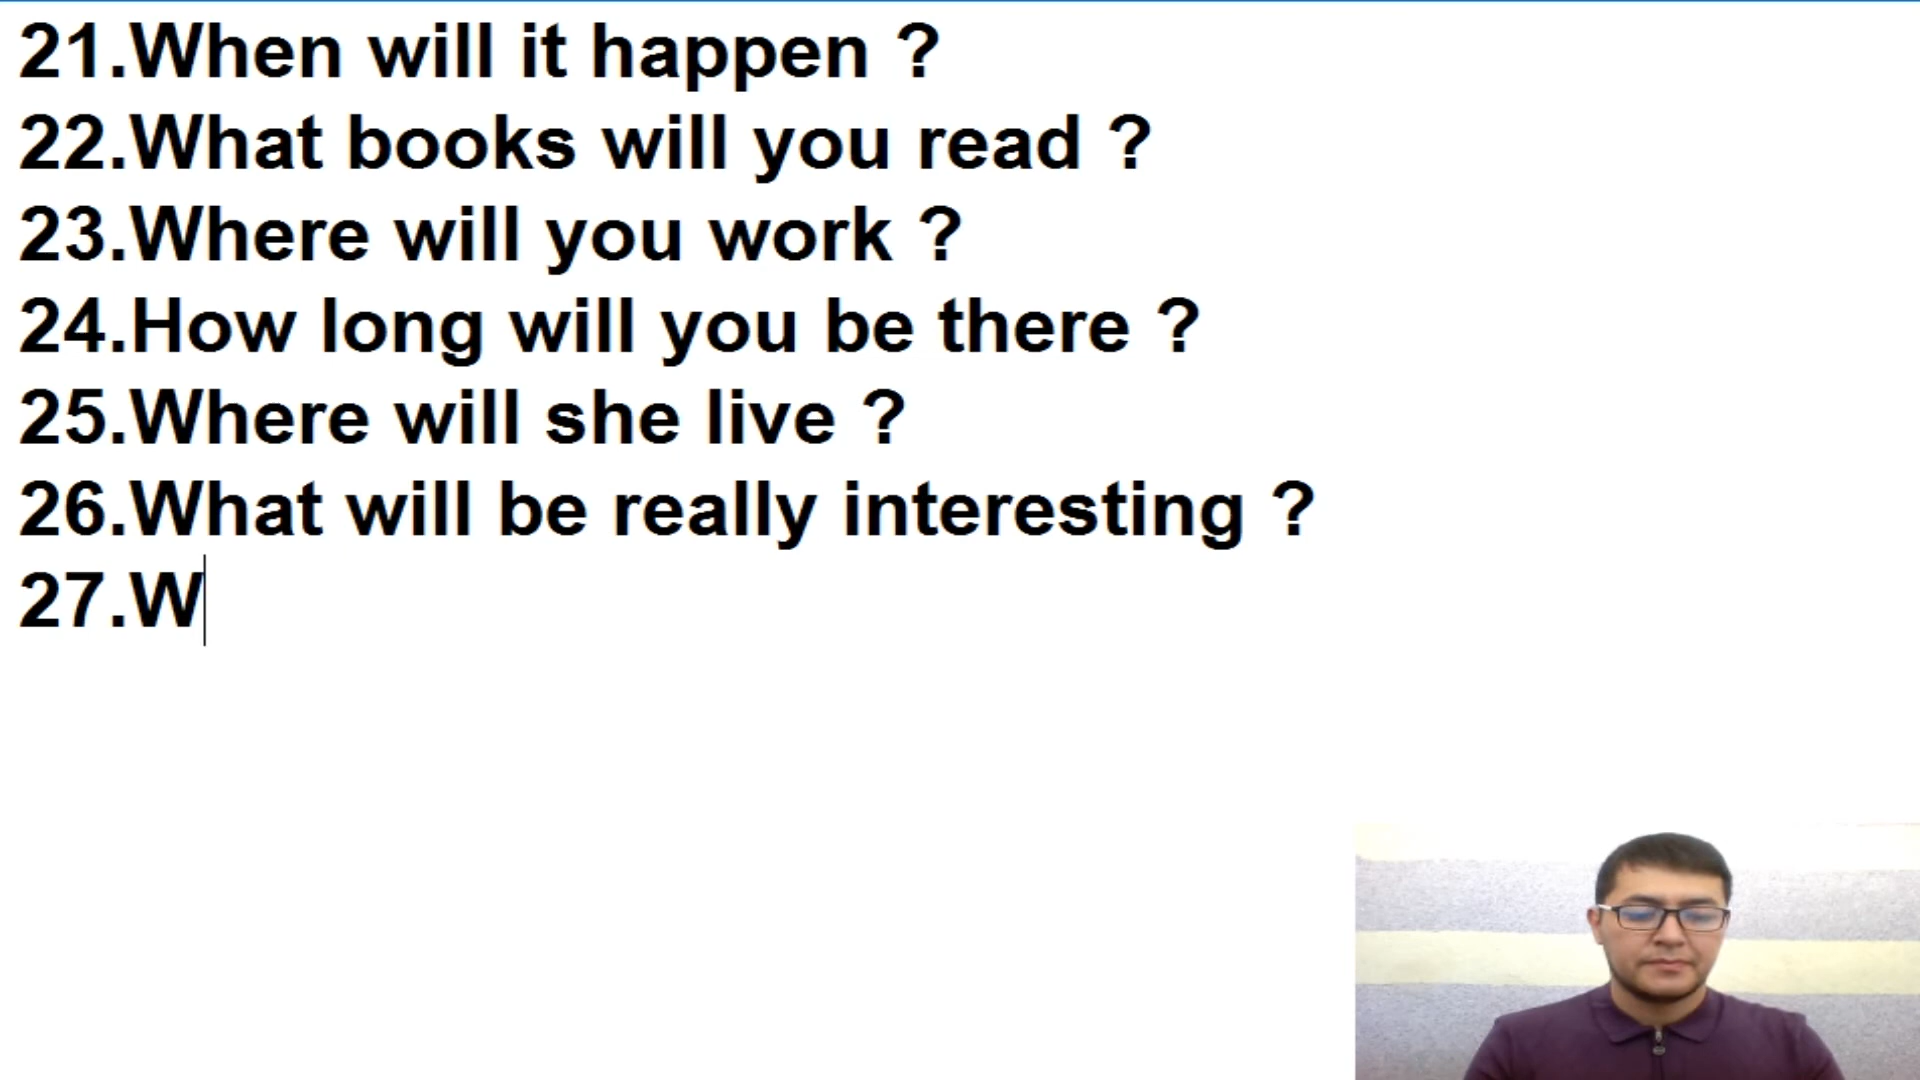 21.When will it happen ?
22.What books will you read ?
23.Where will you work ?
24.How long will you be there ?
25.Where will she live ?
26.What will be really interesting ?
27.W